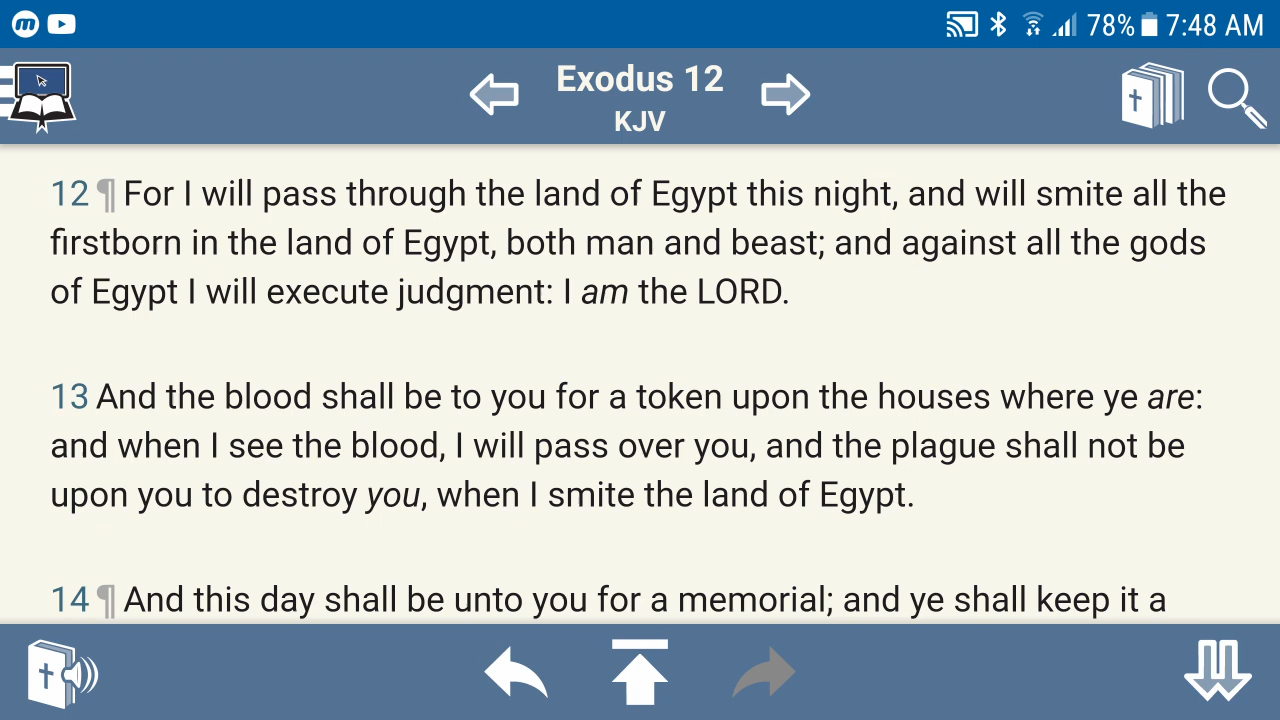 78% 7:48 AM
Exodus 12
KJV
12 ¶ For I will pass through the land of Egypt this night, and will smite all the
firstborn in the land of Egypt, both man and beast; and against all the gods
of Egypt I will execute judgment: I am the LORD.
13 And the blood shall be to you for a token upon the houses where ye are:
and when I see the blood, I will pass over you, and the plague shall not be
upon you to destroy you, when I smite the land of Egypt.
14 ¶ And this day shall be unto you for a memorial; and ye shall keep it a